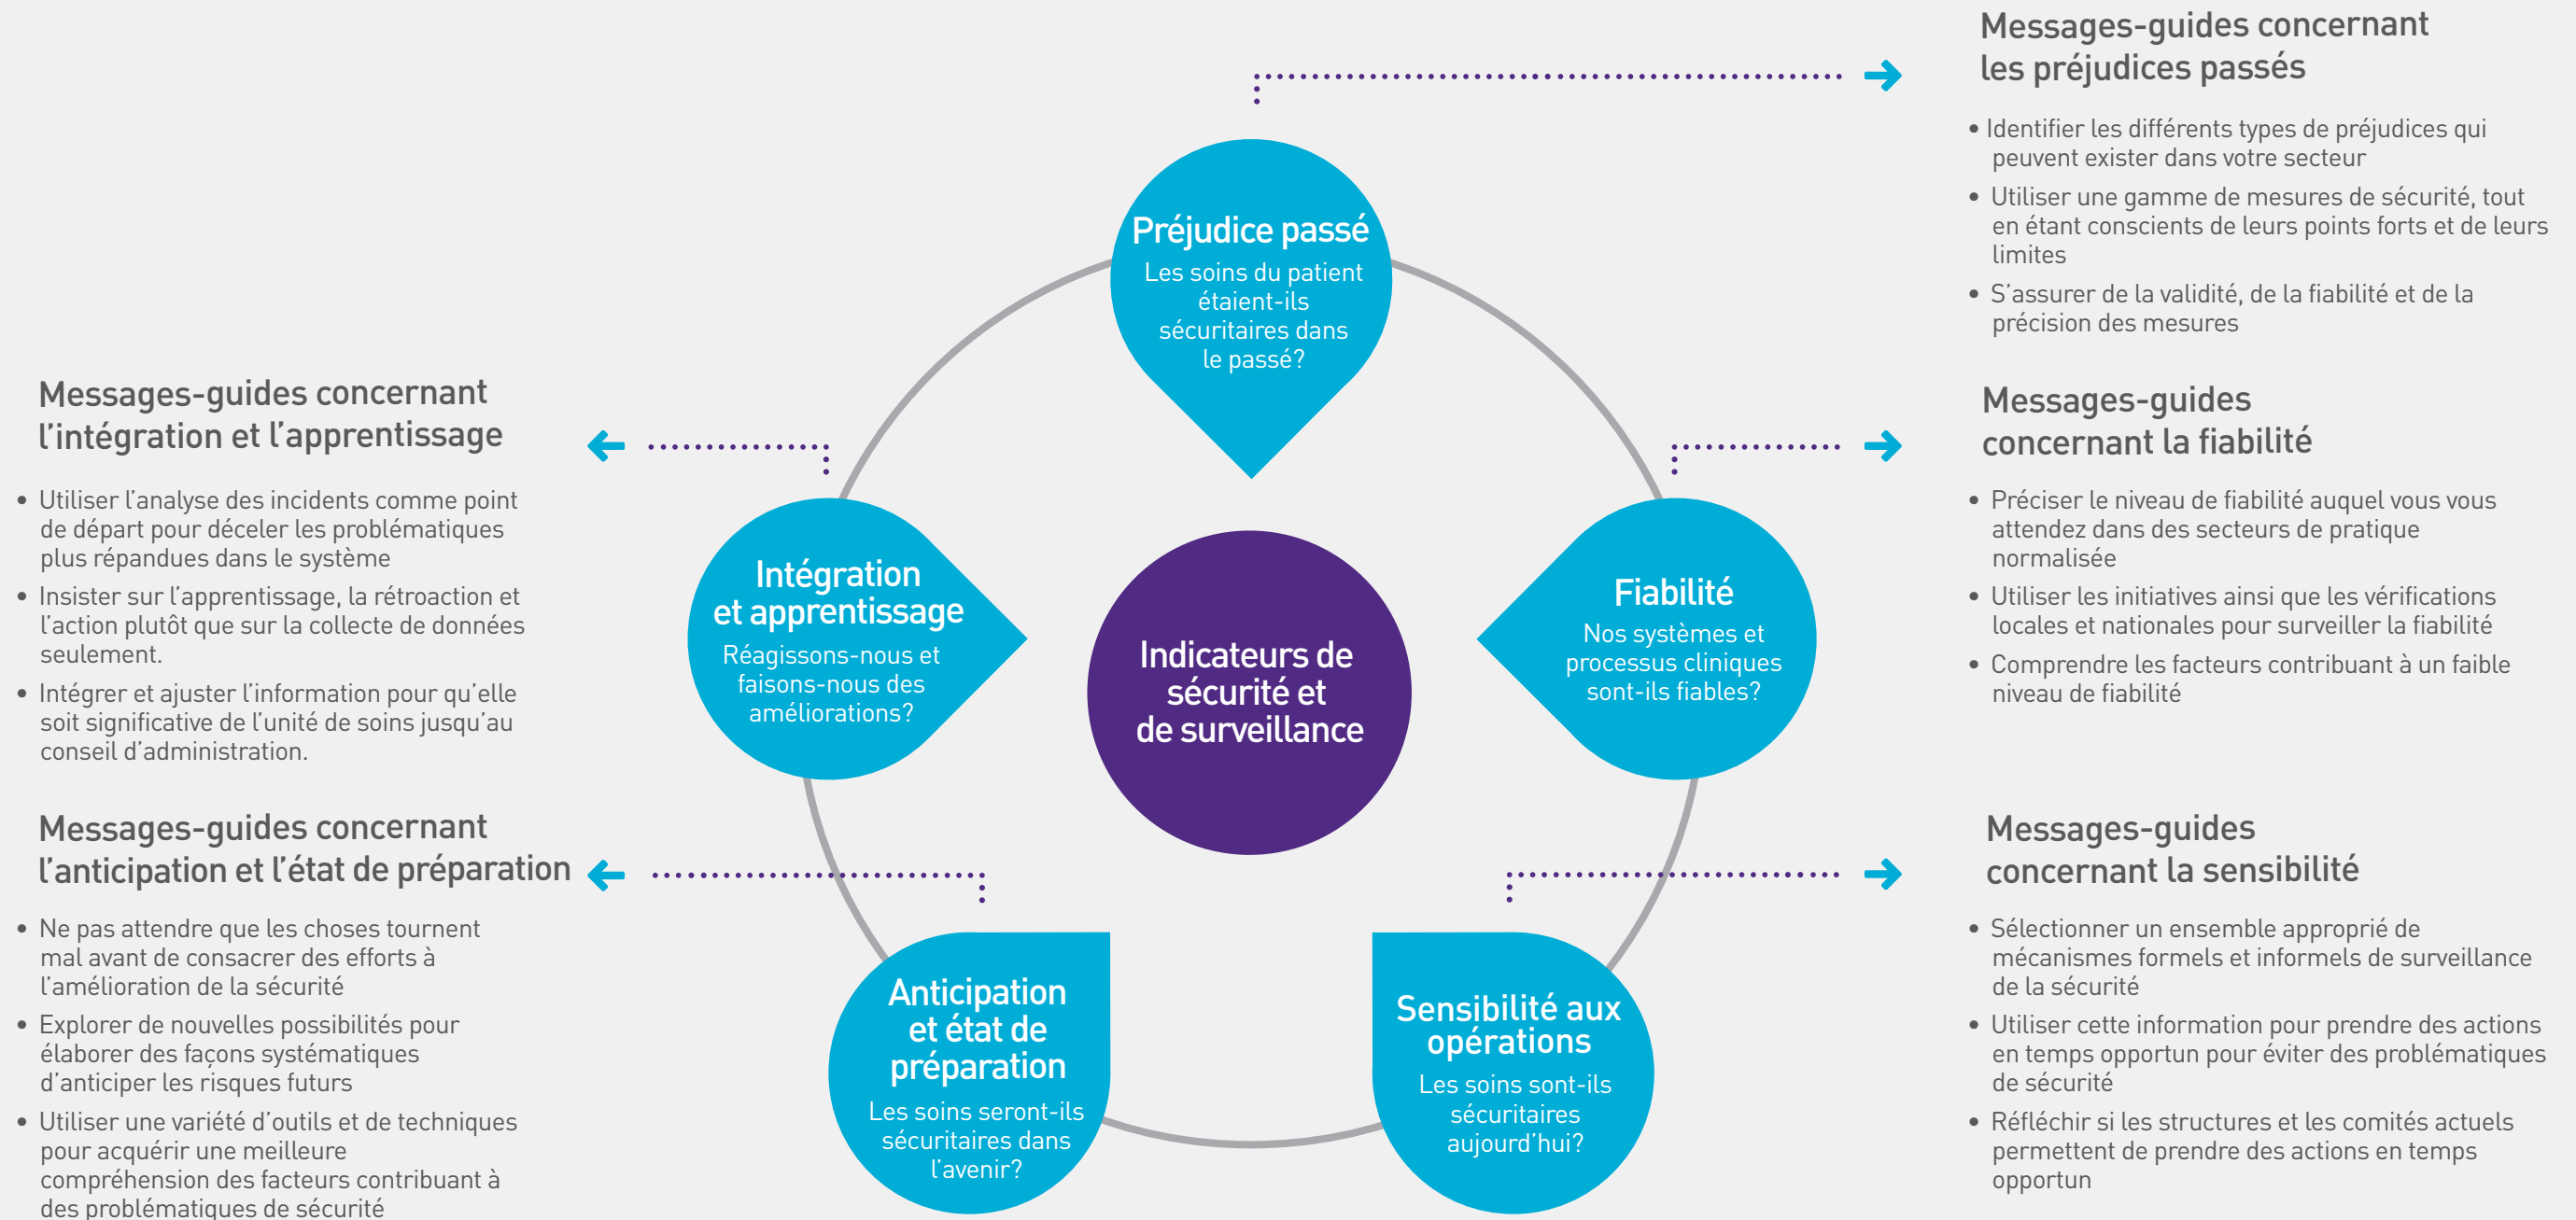 Messages-guides concernant
les préjudices passés
• Identifier les différents types de préjudices qui
peuvent exister dans votre secteur
• Utiliser une gamme de mesures de sécurité, tout
en étant conscients de leurs points forts et de leurs
limites
• S’assurer de la validité, de la fiabilité et de la
précision des mesures
Préjudice passé
Les soins du patient
étaient-ils
sécuritaires dans
le passé?
Messages-guides concernant
l’intégration et l’apprentissage
• Utiliser l’analyse des incidents comme point
de départ pour déceler les problématiques
plus répandues dans le système
• Insister sur l’apprentissage, la rétroaction et
l’action plutôt que sur la collecte de données
seulement.
• Intégrer et ajuster l’information pour qu’elle
soit significative de l’unité de soins jusqu’au
conseil d’administration.
Intégration
et apprentissage
Réagissons-nous et
faisons-nous des
améliorations?
Indicateurs de
sécurité et
de surveillance
Fiabilité
Nos systèmes et
processus cliniques
sont-ils fiables?
Messages-guides
concernant la fiabilité
• Préciser le niveau de fiabilité auquel vous vous
attendez dans des secteurs de pratique
normalisée
• Utiliser les initiatives ainsi que les vérifications
locales et nationales pour surveiller la fiabilité
• Comprendre les facteurs contribuant à un faible
niveau de fiabilité
Messages-guides concernant
l’anticipation et l’état de préparation
• Ne pas attendre que les choses tournent
mal avant de consacrer des efforts à
l’amélioration de la sécurité
• Explorer de nouvelles possibilités pour
élaborer des façons systématiques
d’anticiper les risques futurs
• Utiliser une variété d’outils et de techniques
pour acquérir une meilleure
compréhension des facteurs contribuant à
des problématiques de sécurité
Anticipation
et état de
préparation
Les soins seront-ils
sécuritaires dans
l’avenir?
Sensibilité aux
opérations
Les soins sont-ils
sécuritaires
aujourd’hui?
Messages-guides
concernant la sensibilité
• Sélectionner un ensemble approprié de
mécanismes formels et informels de surveillance
de la sécurité
• Utiliser cette information pour prendre des actions
en temps opportun pour éviter des problématiques
de sécurité
• Réfléchir si les structures et les comités actuels
permettent de prendre des actions en temps
opportun